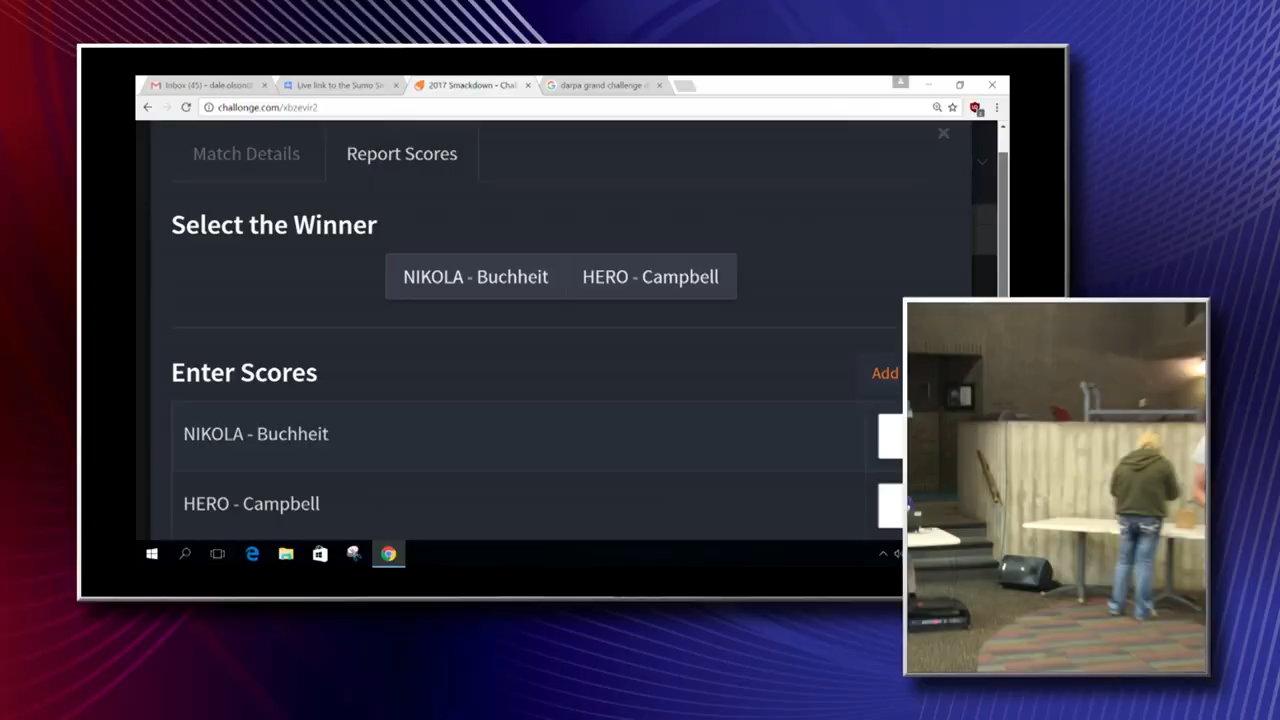 Inbox (45) - dale.olson@
Live link to the Sumo
2017 Smackdown - Chal
darpa grand challenge
challonge.com/xbzevir2
Match Details
Report Scores
Select the Winner
NIKOLA - Buchheit
HERO - Campbell
Enter Scores
Add
NIKOLA - Buchheit
HERO - Campbell